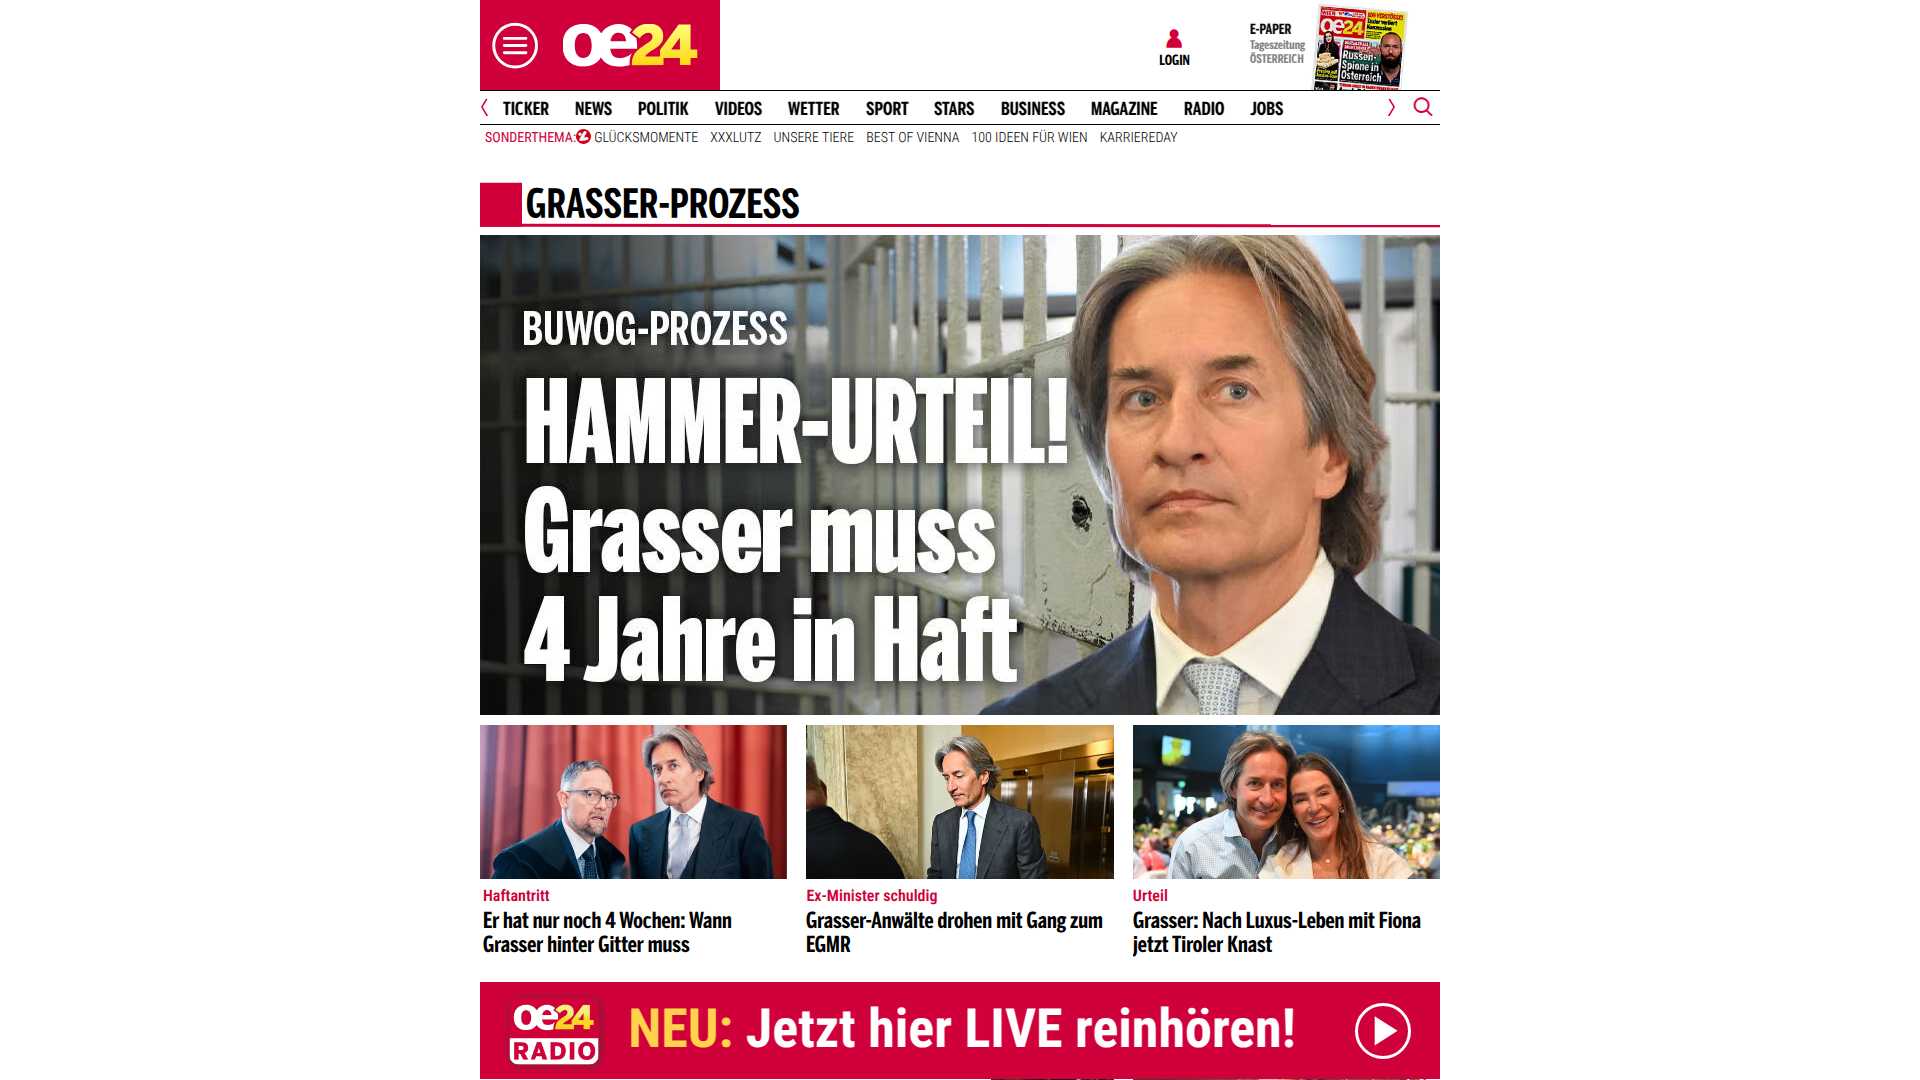 oe24
LOGIN
E-PAPER
Tageszeitung
ÖSTERREICH
oe24
Russen-
Spione in
Österreich
TICKER NEWS POLITIK VIDEOS WETTER SPORT STARS BUSINESS MAGAZINE RADIO JOBS
SONDERTHEMA: GLÜCKSMOMENTE XXXLUTZ UNSERE TIERE BEST OF VIENNA 100 IDEEN FÜR WIEN KARRIEREDAY
GRASSER-PROZESS
BUWOG-PROZESS
HAMMER-URTEIL!
Grasser muss
4 Jahre in Haft
Haftantritt
Er hat nur noch 4 Wochen: Wann
Grasser hinter Gitter muss
Ex-Minister schuldig
Grasser-Anwälte drohen mit Gang zum
EGMR
Urteil
Grasser: Nach Luxus-Leben mit Fiona
jetzt Tiroler Knast
oe24
RADIO
NEU: Jetzt hier LIVE reinhören!